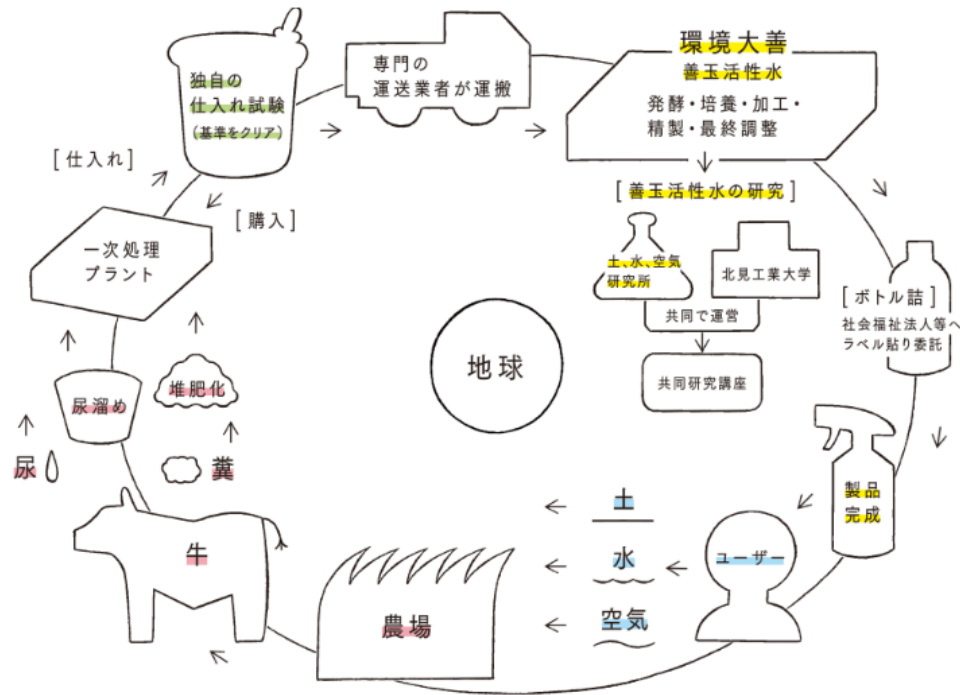 環境大善
善玉活性水
発酵・培養・加工・
精製・最終調整
専門の
運送業者が運搬
独自の
仕入れ試験
(基準をクリア)
[仕入れ]
[購入]
一次処理
プラント
[善玉活性水の研究]
土、水、空気
研究所
北見工業大学
共同で運営
共同研究講座
[ボトル詰]
社会福祉法人等へ
ラベル貼り委託
地球
尿溜め
堆肥化
尿
糞
製品
完成
土
水
空気
ユーザー
牛
農場